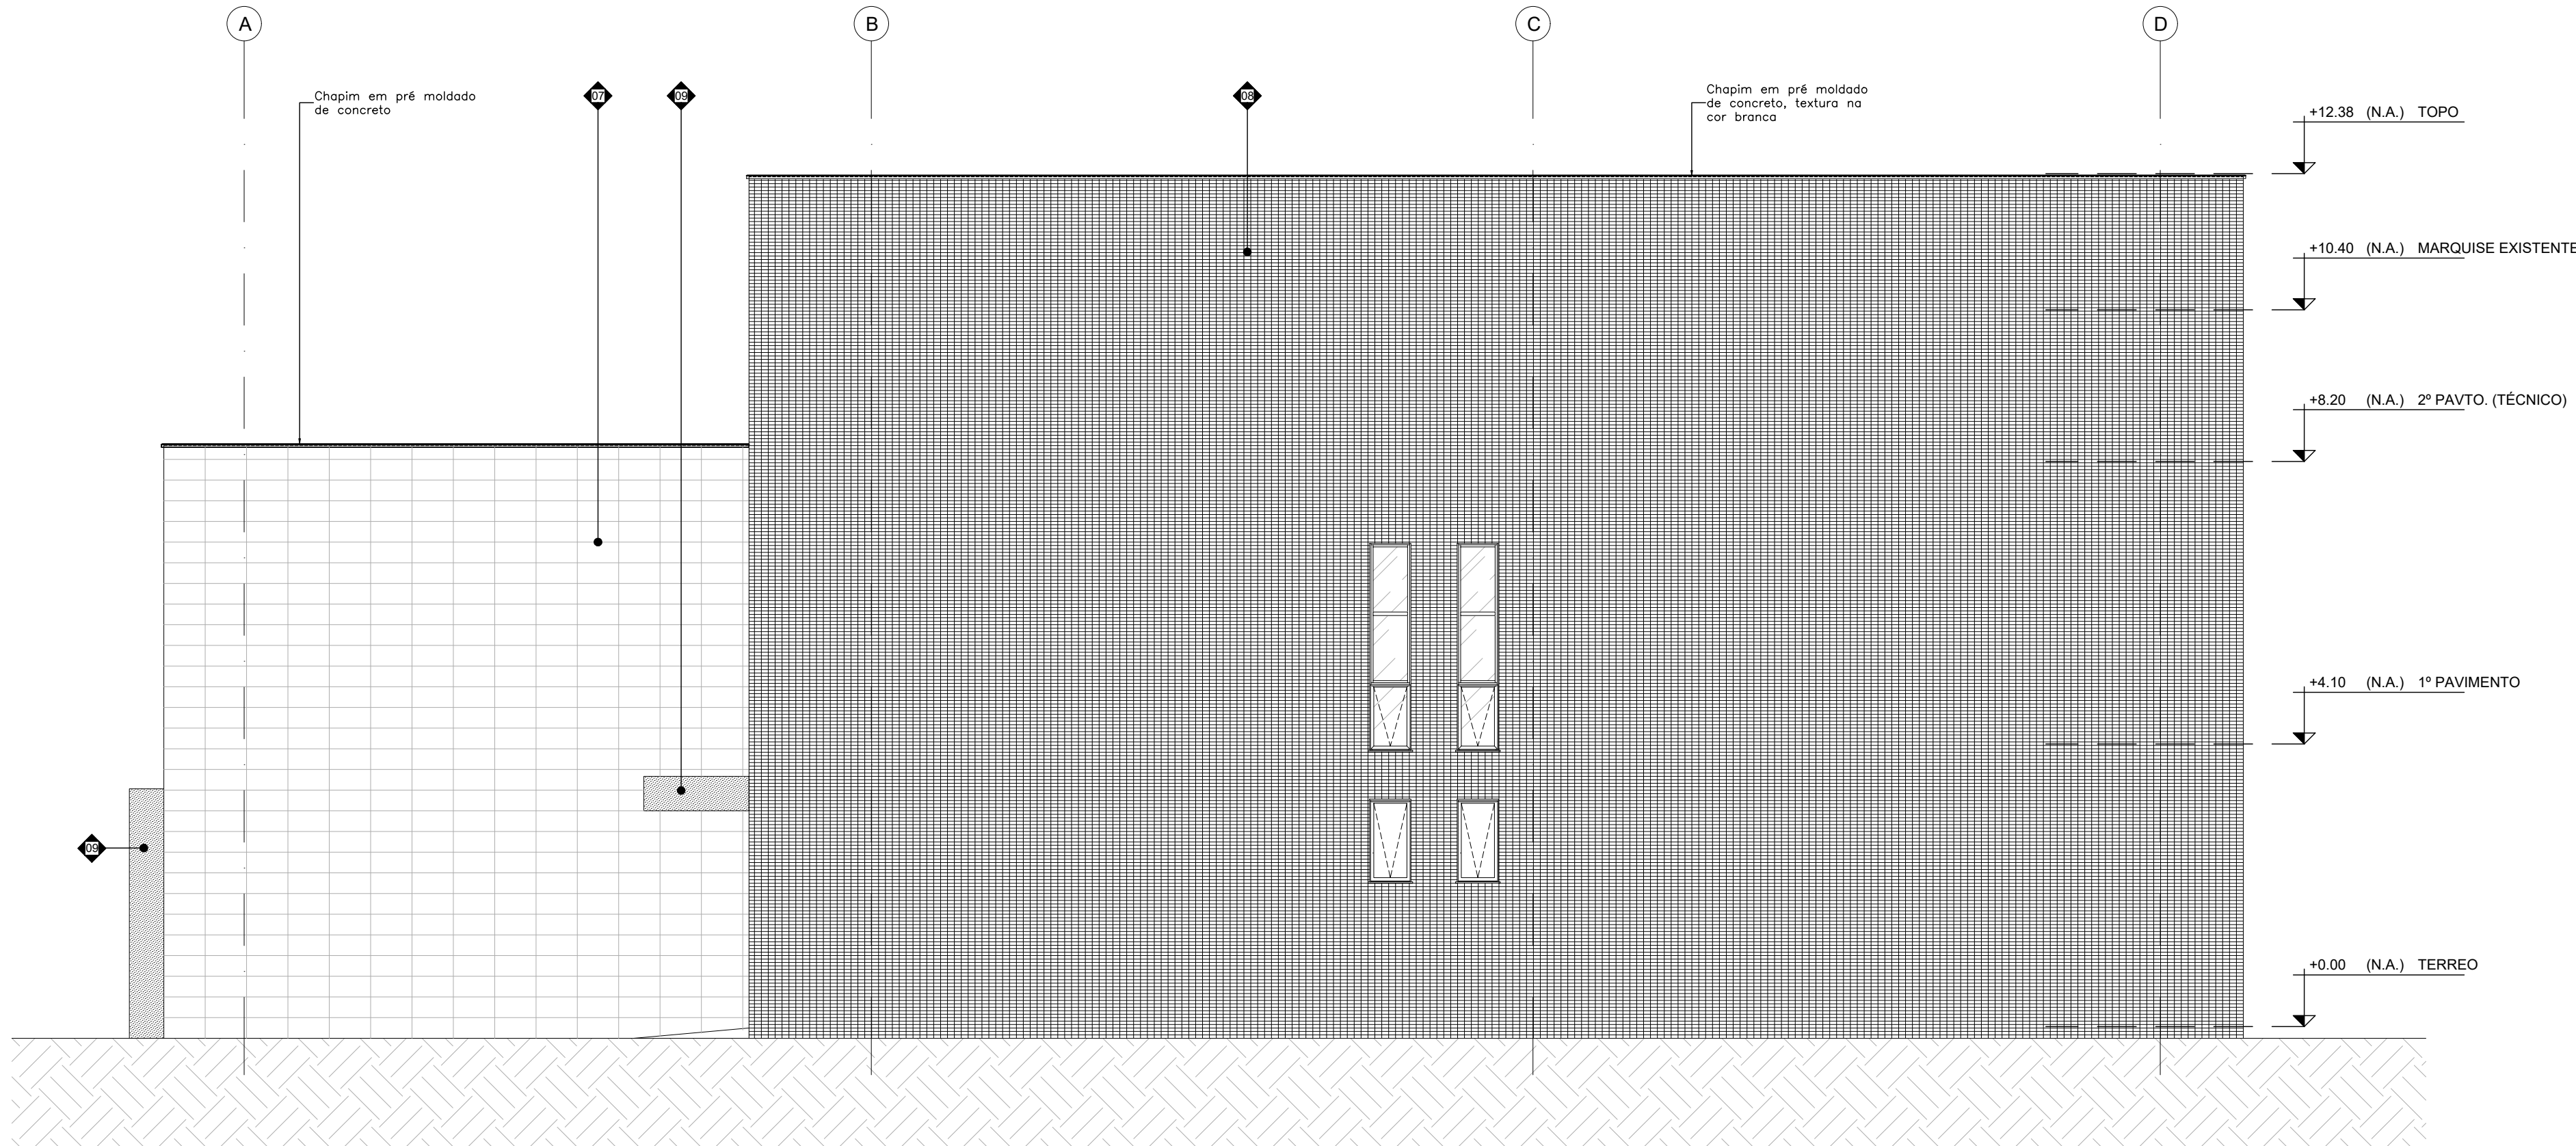 A
B
C
D
Chapim em pré moldado
de concreto
07
09
08
Chapim em pré moldado
de concreto, textura na
cor branca
+12.38 (N.A.) TOPO
+10.40 (N.A.) MARQUISE EXISTENTE
+8.20 (N.A.) 2º PAVTO. (TÉCNICO)
+4.10 (N.A.) 1º PAVIMENTO
09
+0.00 (N.A.) TERREO